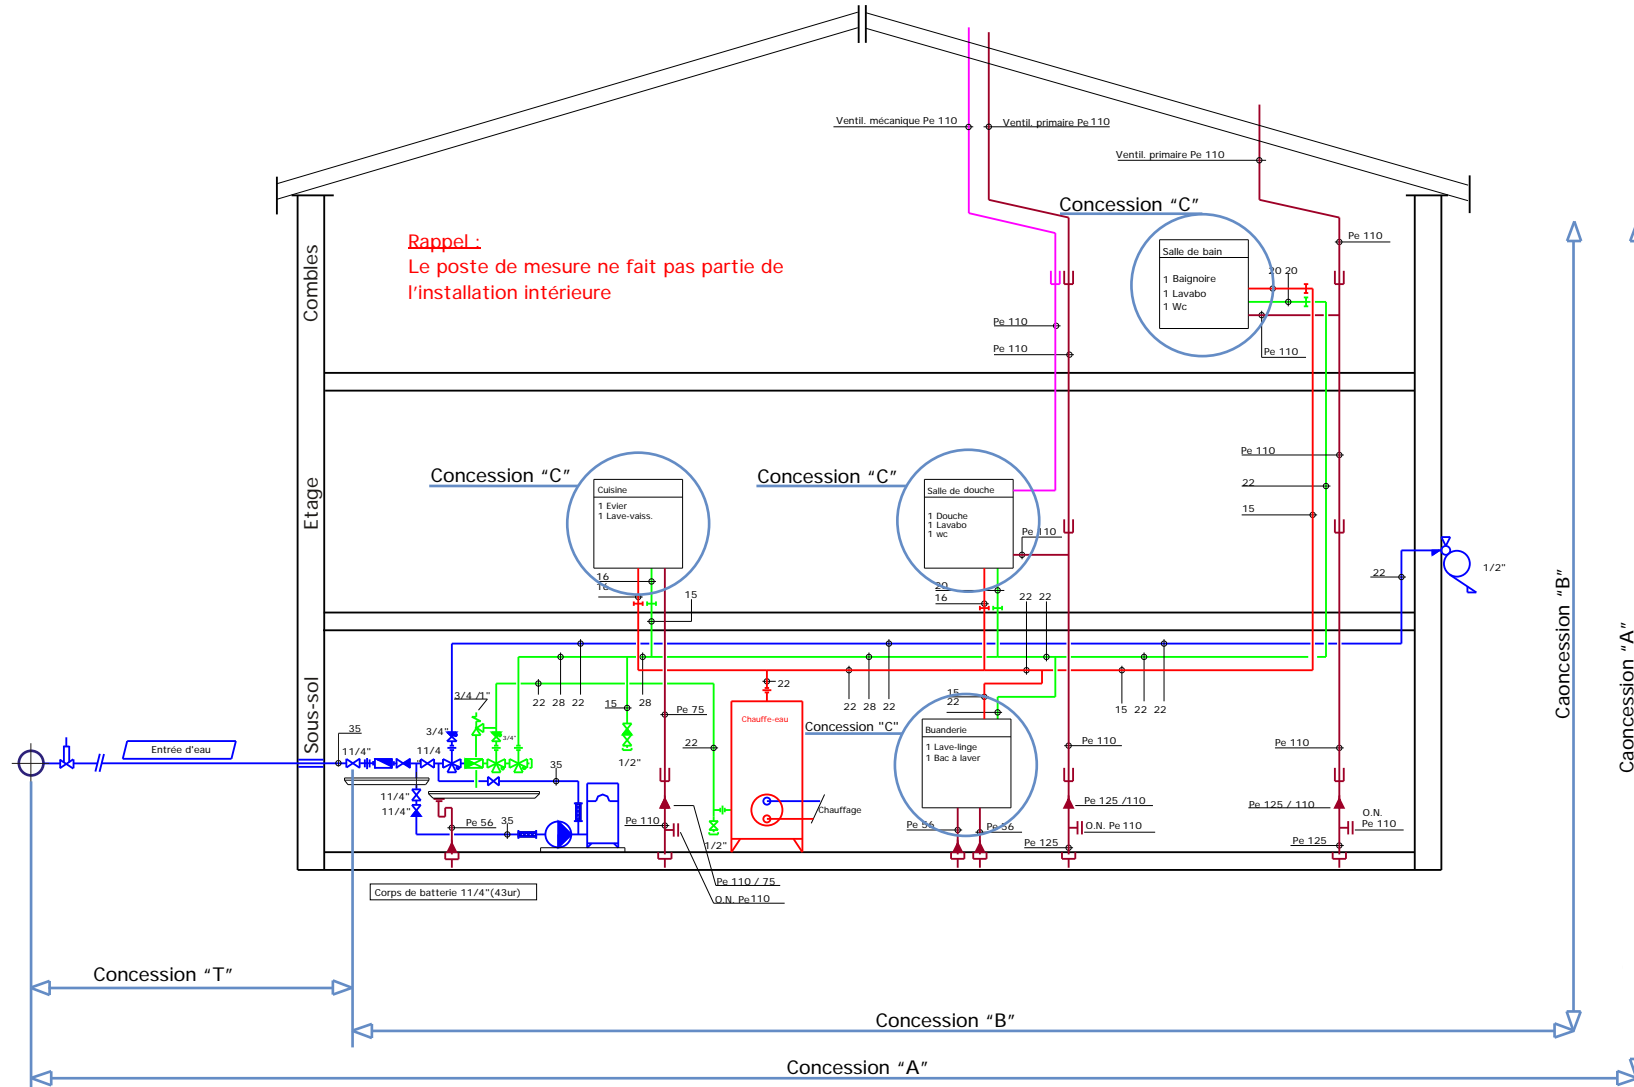 Ventil. mécanique Pe 110
Ventil. primaire Pe 110
Ventil. primaire Pe 110
Concession “C”
Rappel :
Le poste de mesure ne fait pas partie de
l’installation intérieure
Combles
Salle de bain
1 Baignoire
1 Lavabo
1 Wc
20 20
Pe 110
Pe 110
Pe 110
Pe 110
Etage
Concession “C”
Cuisine
1 Evier
1 Lave-vaiss.
Concession “C”
Salle de douche
1 Douche
1 Lavabo
1 wc
Pe 110
Pe 110
22
15
16
16
15
20
16
22 22
22
1/2"
Sous-sol
Entrée d'eau
35
11/4"
11/4
3/4"
3/4 /1"
3/4"
22 28 22
28
15
1/2"
22
Pe 75
22
Chauffe-eau
Chauffage
22 28 22
15
22
Concession "C"
Buanderie
1 Lave-linge
1 Bac à laver
15 22 22
Pe 110
Pe 110
11/4"
11/4"
35
35
Pe 56
Pe 110
1/2"
Pe 56
Pe 56
Pe 125 /110
O.N. Pe 110
Pe 125
Pe 125 / 110
O.N.
Pe 110
Pe 125
Pe 110 / 75
O.N. Pe 110
Corps de batterie 11/4"(43ur)
Concession “T”
Concession “B”
Concession “A”
Caoncession “B”
Caoncession “A”